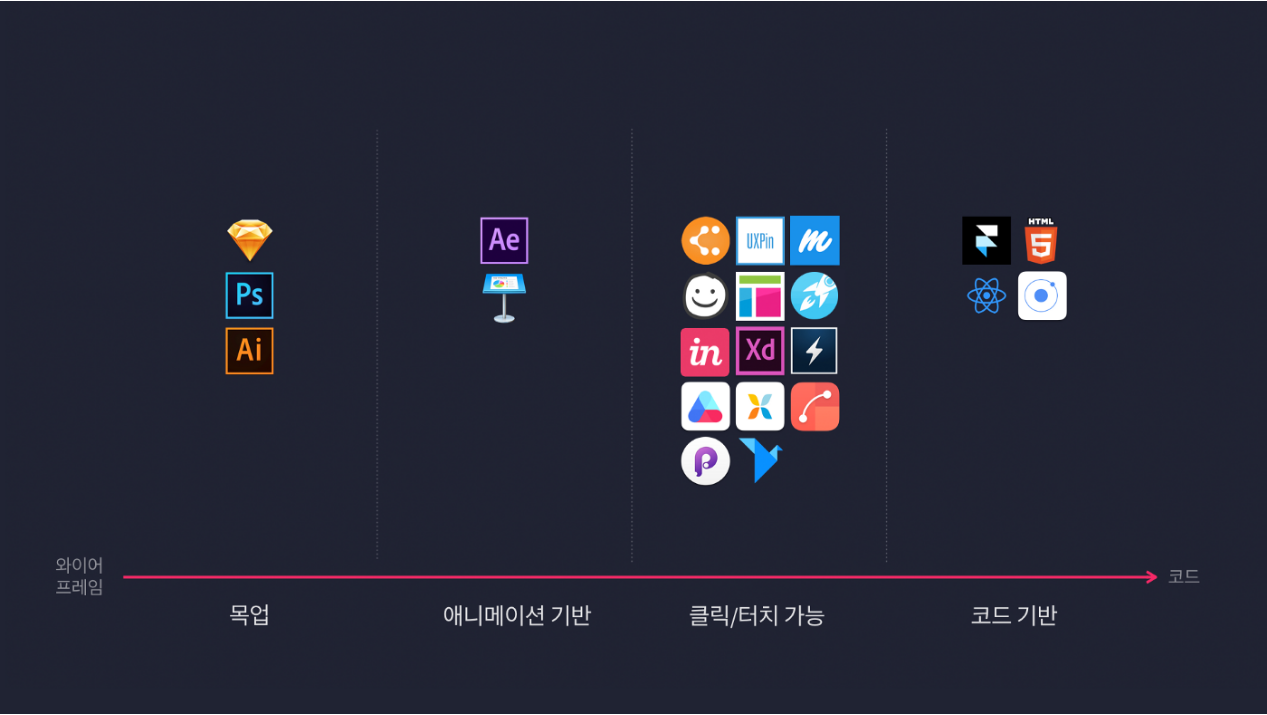 HTML
5
Ae
UXPin
m
Ps
Ai
in
Xd
P
와이어
프레임
코드
목업
애니메이션 기반
클릭/터치 가능
코드 기반